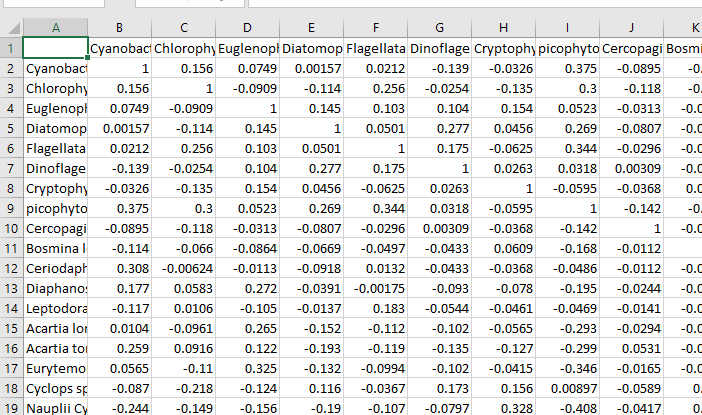 A B C D E F G H I J K
1 Cyanobact Chlorophy Euglenoph Diatomop Flagellata Dinoflage Cryptophy picophyto Cercopagi Bosmi
2 Cyanobact 1 0.156 0.0749 0.00157 0.0212 -0.139 -0.0326 0.375 -0.0895 -0.
3 Chlorophy 0.156 1 -0.0909 -0.114 0.256 -0.0254 -0.135 0.3 -0.118 -0.
4 Euglenoph 0.0749 -0.0909 1 0.145 0.103 0.104 0.154 0.0523 -0.0313 -0.0
5 Diatomop 0.00157 -0.114 0.145 1 0.0501 0.277 0.0456 0.269 -0.0807 -0.0
6 Flagellata 0.0212 0.256 0.103 0.0501 1 0.175 -0.0625 0.344 -0.0296 -0.0
7 Dinoflage -0.139 -0.0254 0.104 0.277 0.175 1 0.0263 0.0318 0.00309 -0.0
8 Cryptophy -0.0326 -0.135 0.154 0.0456 -0.0625 0.0263 1 -0.0595 -0.0368 0.0
9 picophyto 0.375 0.3 0.0523 0.269 0.344 0.0318 -0.0595 1 -0.142 -0.
10 Cercopagi -0.0895 -0.118 -0.0313 -0.0807 -0.0296 0.00309 -0.0368 -0.142 1 -0.0
11 Bosmina l -0.114 -0.066 -0.0864 -0.0669 -0.0497 -0.0433 0.0609 -0.168 -0.0112
12 Ceriodaph 0.308 -0.00624 -0.0113 -0.0918 0.0132 -0.0433 -0.0368 -0.0486 -0.0112 -0.0
13 Diaphanos 0.177 0.0583 0.272 -0.0391 -0.00175 -0.093 -0.078 -0.195 -0.0244 -0.0
14 Leptodora -0.117 0.0106 -0.105 -0.0137 0.183 -0.0544 -0.0461 -0.0469 -0.0141 -0.0
15 Acartia lon 0.0104 -0.0961 0.265 -0.152 -0.112 -0.102 -0.0565 -0.293 -0.0294 -0.0
16 Acartia ton 0.259 0.0916 0.122 -0.193 -0.119 -0.135 -0.127 -0.299 0.0531 -0.0
17 Eurytemo 0.0565 -0.11 0.325 -0.132 -0.0994 -0.102 -0.0415 -0.346 -0.0165 -0.0
18 Cyclops sp -0.087 -0.218 -0.124 0.116 -0.0367 0.173 0.156 0.00897 -0.0589 0.
19 Nauplii Cy -0.244 -0.149 -0.156 -0.19 -0.107 -0.0797 0.328 -0.408 -0.0417 0.